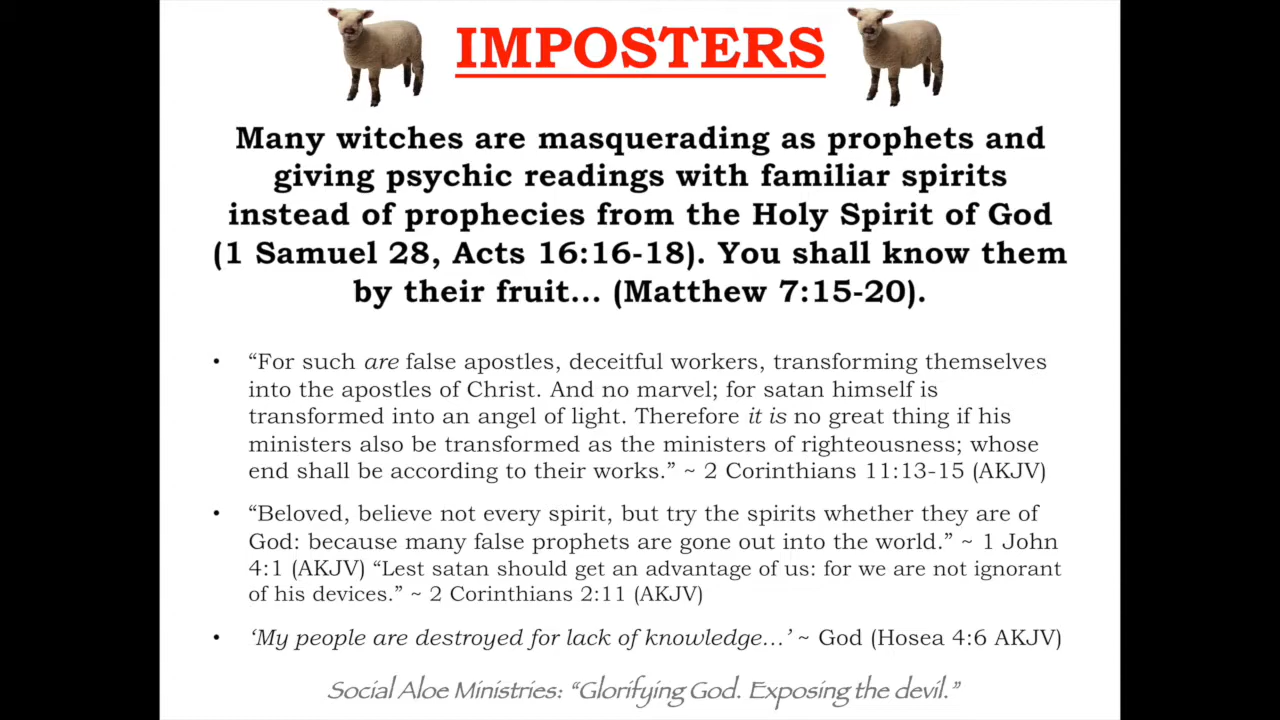 IMPOSTERS
Many witches are masquerading as prophets and
giving psychic readings with familiar spirits
instead of prophecies from the Holy Spirit of God
(1 Samuel 28, Acts 16:16-18). You shall know them
by their fruit... (Matthew 7:15-20).
• “For such are false apostles, deceitful workers, transforming themselves
into the apostles of Christ. And no marvel; for satan himself is
transformed into an angel of light. Therefore it is no great thing if his
ministers also be transformed as the ministers of righteousness; whose
end shall be according to their works.” ~ 2 Corinthians 11:13-15 (AKJV)
• “Beloved, believe not every spirit, but try the spirits whether they are of
God: because many false prophets are gone out into the world.” ~ 1 John
4:1 (AKJV) “Lest satan should get an advantage of us: for we are not ignorant
of his devices.” ~ 2 Corinthians 2:11 (AKJV)
• ‘My people are destroyed for lack of knowledge...’ ~ God (Hosea 4:6 AKJV)
Social Aloe Ministries: “Glorifying God. Exposing the devil.”